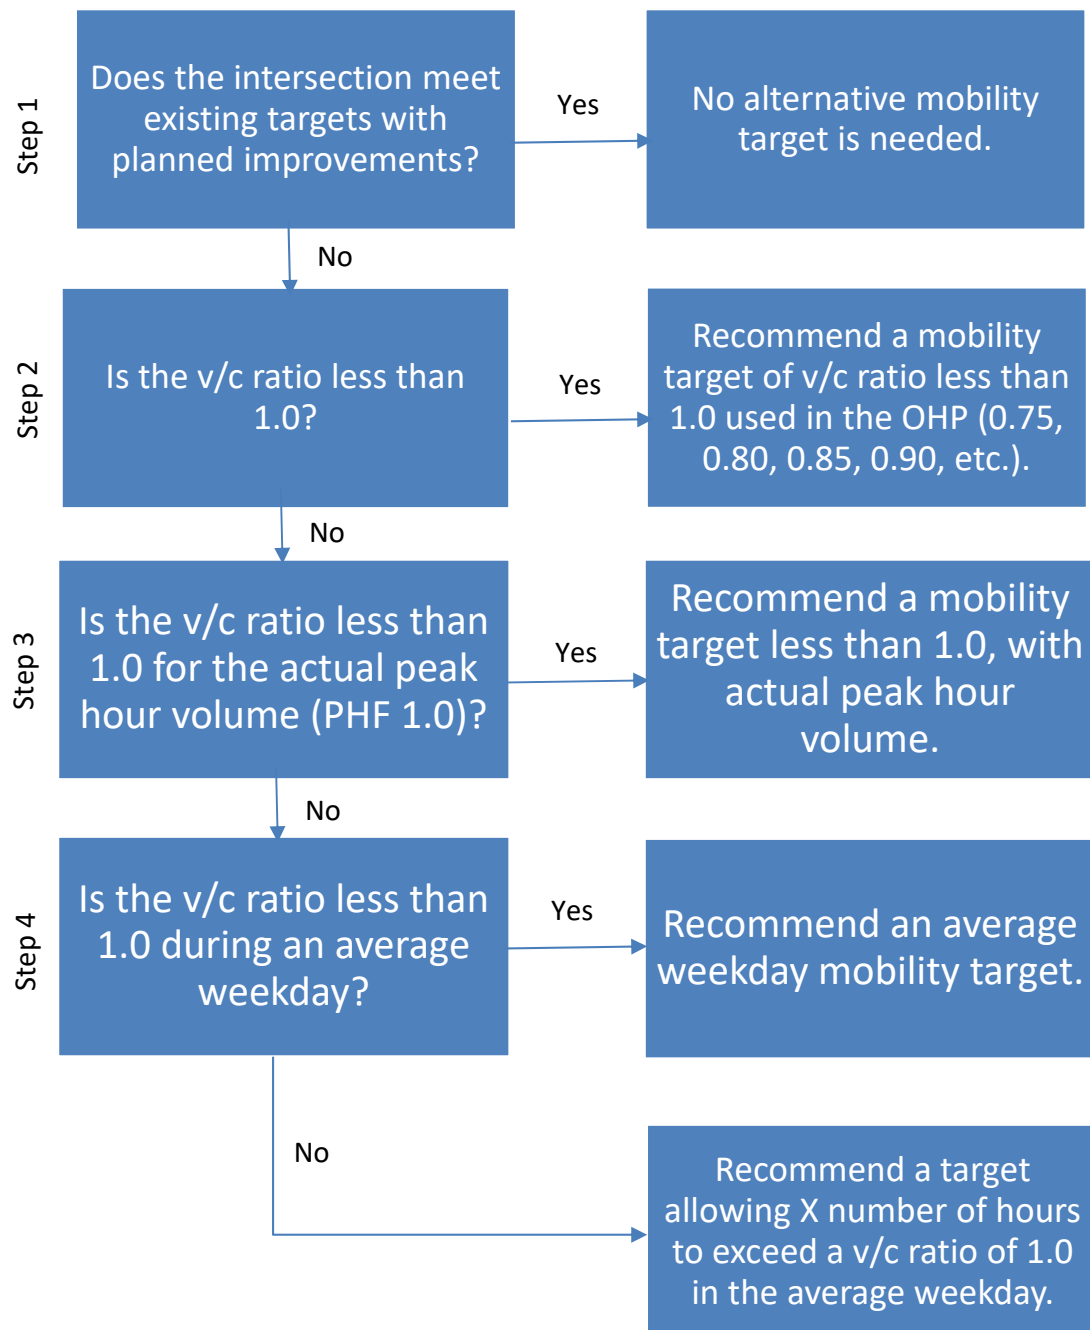 Step 1
Does the intersection meet
existing targets with
planned improvements?
Yes
No alternative mobility
target is needed.
No
Step 2
Is the v/c ratio less than
1.0?
Yes
Recommend a mobility
target of v/c ratio less than
1.0 used in the OHP (0.75,
0.80, 0.85, 0.90, etc.).
No
Step 3
Is the v/c ratio less than
1.0 for the actual peak
hour volume (PHF 1.0)?
Yes
Recommend a mobility
target less than 1.0, with
actual peak hour
volume.
No
Step 4
Is the v/c ratio less than
1.0 during an average
weekday?
Yes
Recommend an average
weekday mobility target.
No
Recommend a target
allowing X number of hours
to exceed a v/c ratio of 1.0
in the average weekday.